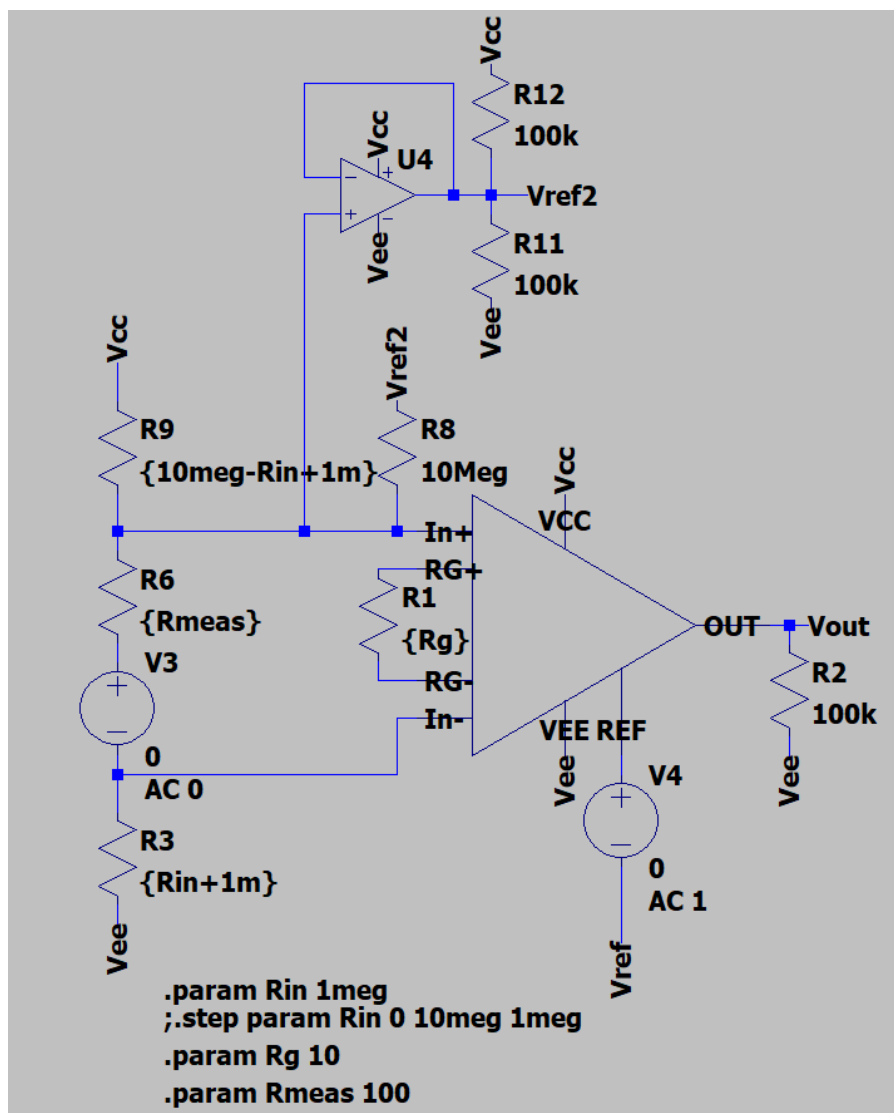 Vcc
R12
100k
Vcc
U4
+
−
+
−
Vref2
Vee
R11
100k
Vee
Vcc
Vref2
R9
{10meg-Rin+1m}
R8
10Meg
Vcc
In+
VCC
RG+
R6
{Rmeas}
R1
{Rg}
OUT
Vout
V3
+
−
RG-
In-
R2
100k
VEE
REF
0
AC 0
Vee
V4
+
−
Vee
R3
{Rin+1m}
0
AC 1
Vee
Vref
.param Rin 1meg
;.step param Rin 0 10meg 1meg
.param Rg 10
.param Rmeas 100